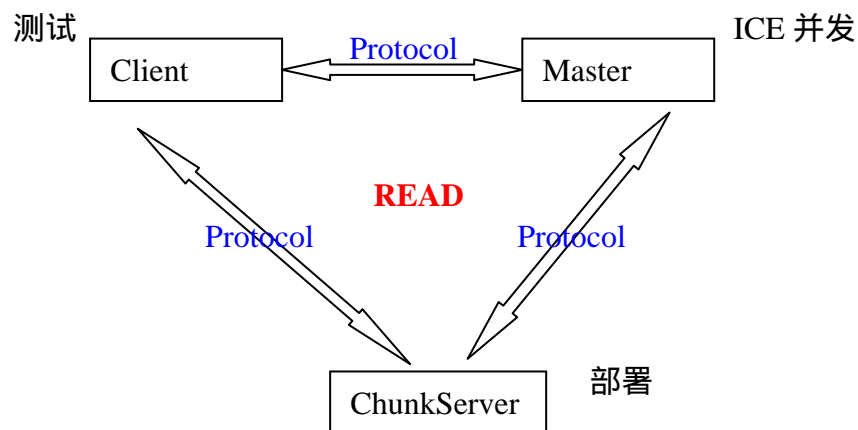 测试
Protocol
ICE 并发
Client
Master
READ
Protocol
Protocol
部署
ChunkServer